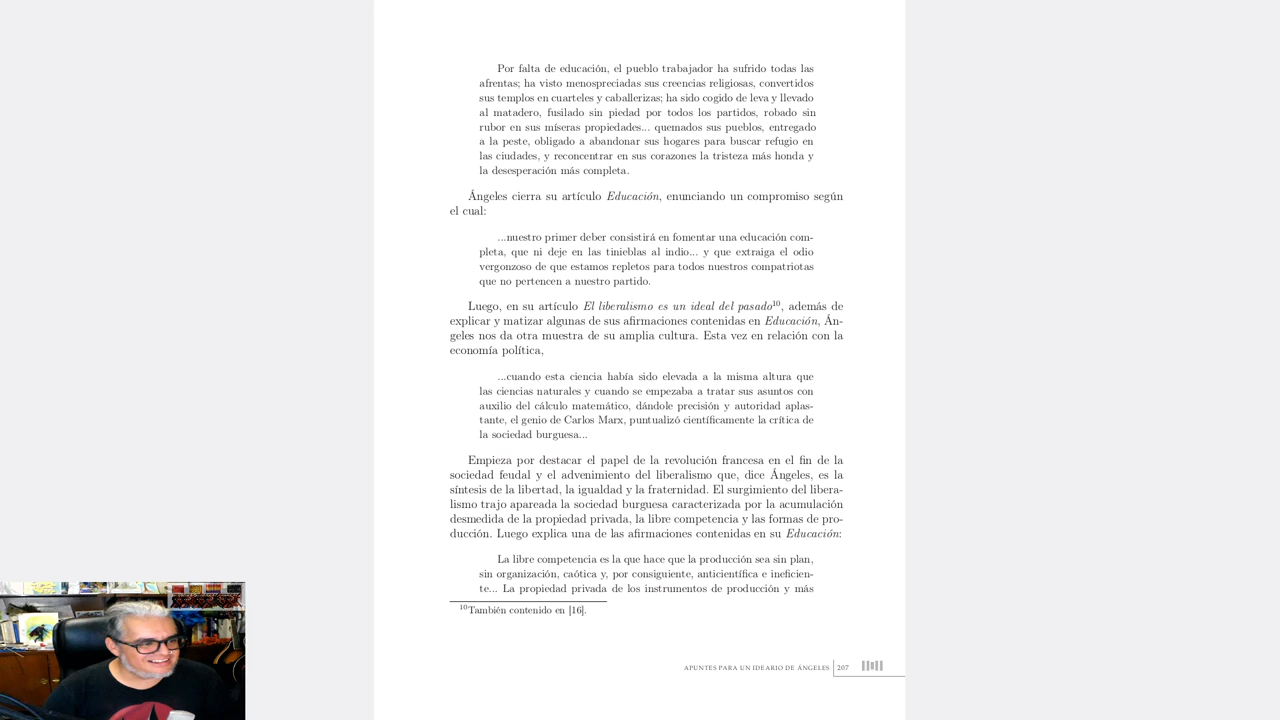 Por falta de educación, el pueblo trabajador ha sufrido todas las
afrentas; ha visto menospreciadas sus creencias religiosas, convertidos
sus templos en cuarteles y caballerizas; ha sido cogido de leva y llevado
al matadero, fusilado sin piedad por todos los partidos, robado sin
rubor en sus míseras propiedades... quemados sus pueblos, entregado
a la peste, obligado a abandonar sus hogares para buscar refugio en
las ciudades, y reconcentrar en sus corazones la tristeza más honda y
la desesperación más completa.
Ángeles cierra su artículo Educación, enunciando un compromiso según
el cual:
...nuestro primer deber consistirá en fomentar una educación com-
pleta, que ni deje en las tinieblas al indio... y que extraiga el odio
vergonzoso de que estamos repletos para todos nuestros compatriotas
que no pertencen a nuestro partido.
Luego, en su artículo El liberalismo es un ideal del pasado10, además de
explicar y matizar algunas de sus afirmaciones contenidas en Educación, Án-
geles nos da otra muestra de su amplia cultura. Esta vez en relación con la
economía política,
...cuando esta ciencia había sido elevada a la misma altura que
las ciencias naturales y cuando se empezaba a tratar sus asuntos con
auxilio del cálculo matemático, dándole precisión y autoridad aplas-
tante, el genio de Carlos Marx, puntualizó científicamente la crítica de
la sociedad burguesa...
Empieza por destacar el papel de la revolución francesa en el fin de la
sociedad feudal y el advenimiento del liberalismo que, dice Ángeles, es la
síntesis de la libertad, la igualdad y la fraternidad. El surgimiento del libera-
lismo trajo apareada la sociedad burguesa caracterizada por la acumulación
desmedida de la propiedad privada, la libre competencia y las formas de pro-
ducción. Luego explica una de las afirmaciones contenidas en su Educación:
La libre competencia es la que hace que la producción sea sin plan,
sin organización, caótica y, por consiguiente, anticientífica e ineficien-
te... La propiedad privada de los instrumentos de producción y más
10También contenido en [16].
APUNTES PARA UN IDEARIO DE ÁNGELES 207